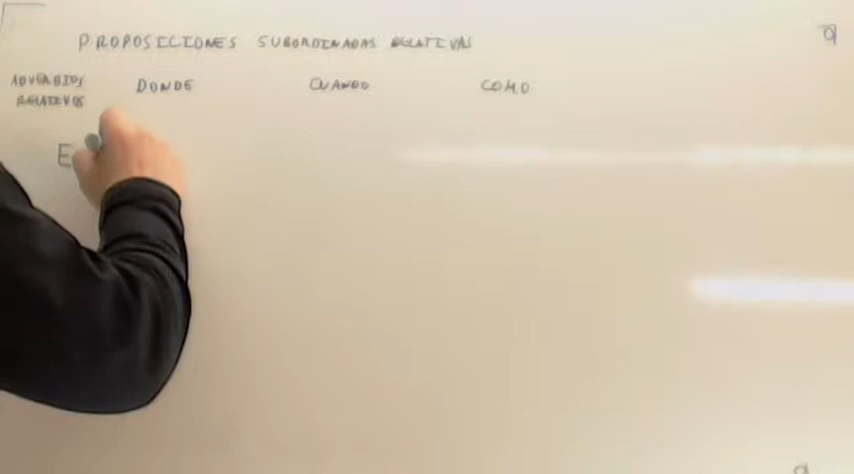 PROPOSICIONES SUBORDINADAS RELATIVAS
ADVERBIOS RELATIVOS
DONDE
CUANDO
COMO
E